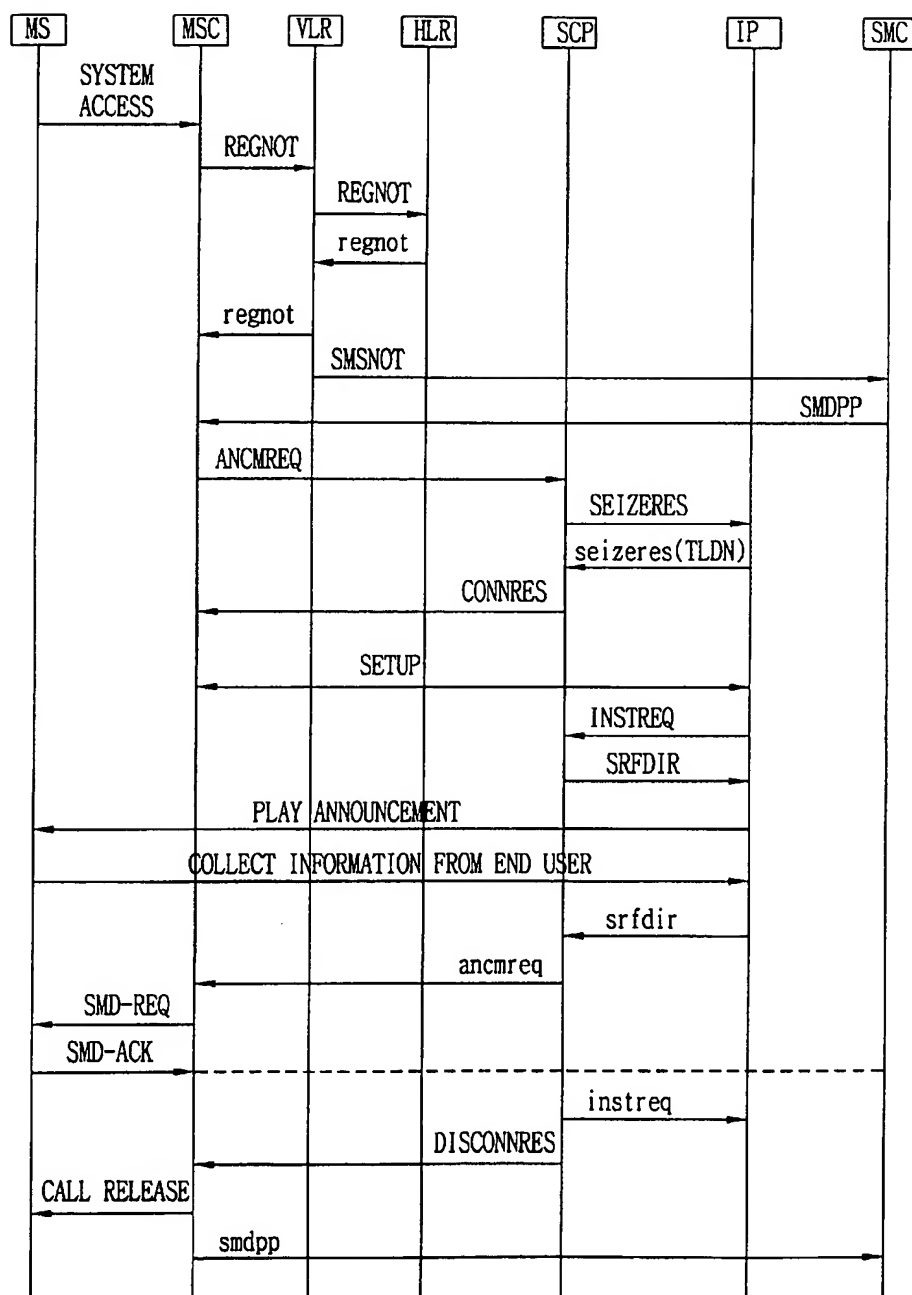 MS MSC VLR HLR SCP IP SMC
SYSTEM
ACCESS
REGNOT
REGNOT
regnot
regnot
SMSNOT
SMDPP
ANCMREQ
SEIZERES
seizeres(TLDN)
CONNRES
SETUP
INSTREQ
SRFDIR
PLAY ANNOUNCEMENT
COLLECT INFORMATION FROM END USER
srfdir
ancmreq
SMD-REQ
SMD-ACK
instreq
DISCONNRES
CALL RELEASE
smdpp